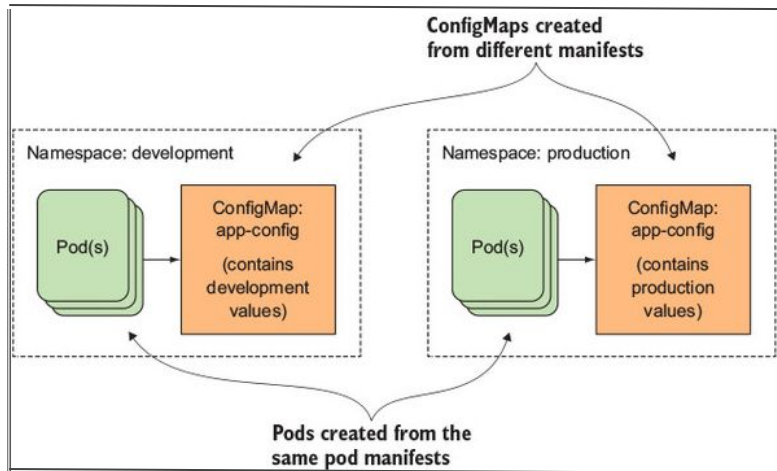 ConfigMaps created
from different manifests
Namespace: development
Pod(s)
ConfigMap:
app-config
(contains
development
values)
Namespace: production
Pod(s)
ConfigMap:
app-config
(contains
production
values)
Pods created from the
same pod manifests